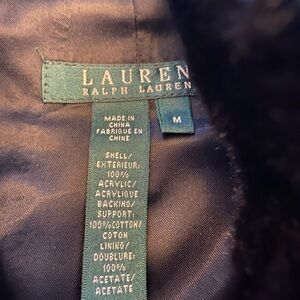 LAUREN
RALPH LAUREN
M
MADE IN
CHINA
FABRIQUE EN
CHINE
SHELL/
EXTERIEUR:
100%
ACRYLIC/
ACRYLIQUE
BACKING/
SUPPORT:
100%COTTON/
COTON
LINING/
DOUBLURE:
100%
ACETATE/
ACETATE